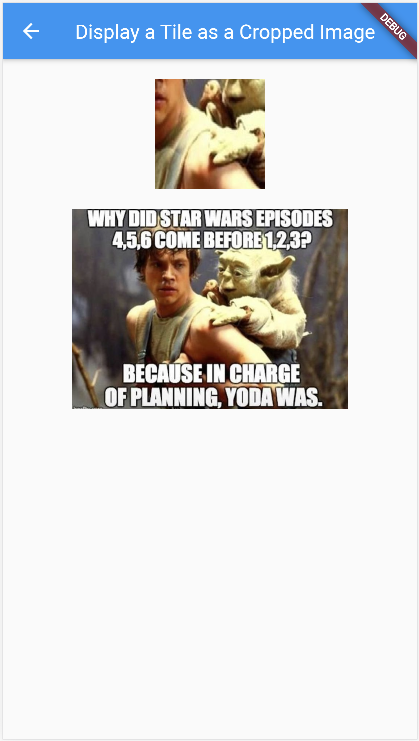 Display a Tile as a Cropped Image
DEBUG
WHY DID STAR WARS EPISODES
4,5,6 COME BEFORE 1,2,3?
BECAUSE IN CHARGE
OF PLANNING, YODA WAS.